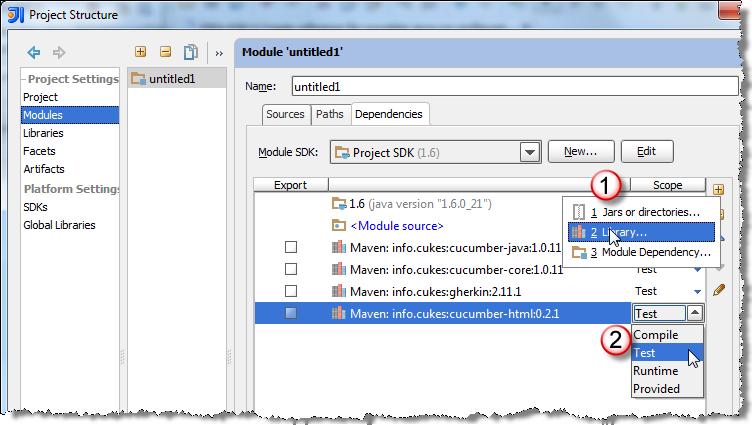 Project Structure
Project Settings
Project
Modules
Libraries
Facets
Artifacts
Platform Settings
SDKs
Global Libraries
»
untitled1
Module 'untitled1'
Name: untitled1
Sources Paths Dependencies
Module SDK: Project SDK (1.6) New... Edit
Export Scope
1.6 (java version "1.6.0_21")
<Module source>
Maven: info.cukes:cucumber-java:1.0.11
Maven: info.cukes:cucumber-core:1.0.11 Test
Maven: info.cukes:gherkin:2.11.1 Test
Maven: info.cukes:cucumber-html:0.2.1 Test
1
1 Jars or directories...
2 Library...
3 Module Dependency...
2
Compile
Test
Runtime
Provided